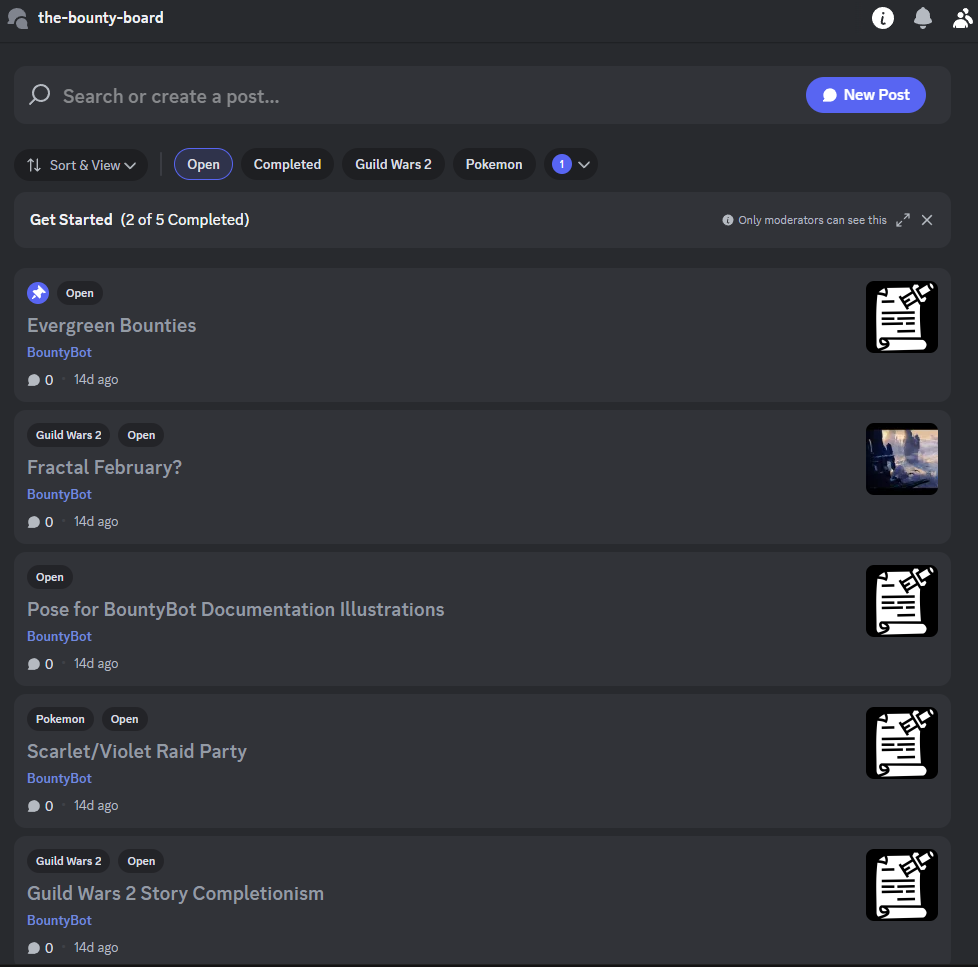 the-bounty-board
Search or create a post...
New Post
Sort & View
Open
Completed
Guild Wars 2
Pokemon
1
Get Started (2 of 5 Completed)
Only moderators can see this
Open
Evergreen Bounties
BountyBot
0 · 14d ago
Guild Wars 2 Open
Fractal February?
BountyBot
0 · 14d ago
Open
Pose for BountyBot Documentation Illustrations
BountyBot
0 · 14d ago
Pokemon Open
Scarlet/Violet Raid Party
BountyBot
0 · 14d ago
Guild Wars 2 Open
Guild Wars 2 Story Completionism
BountyBot
0 · 14d ago